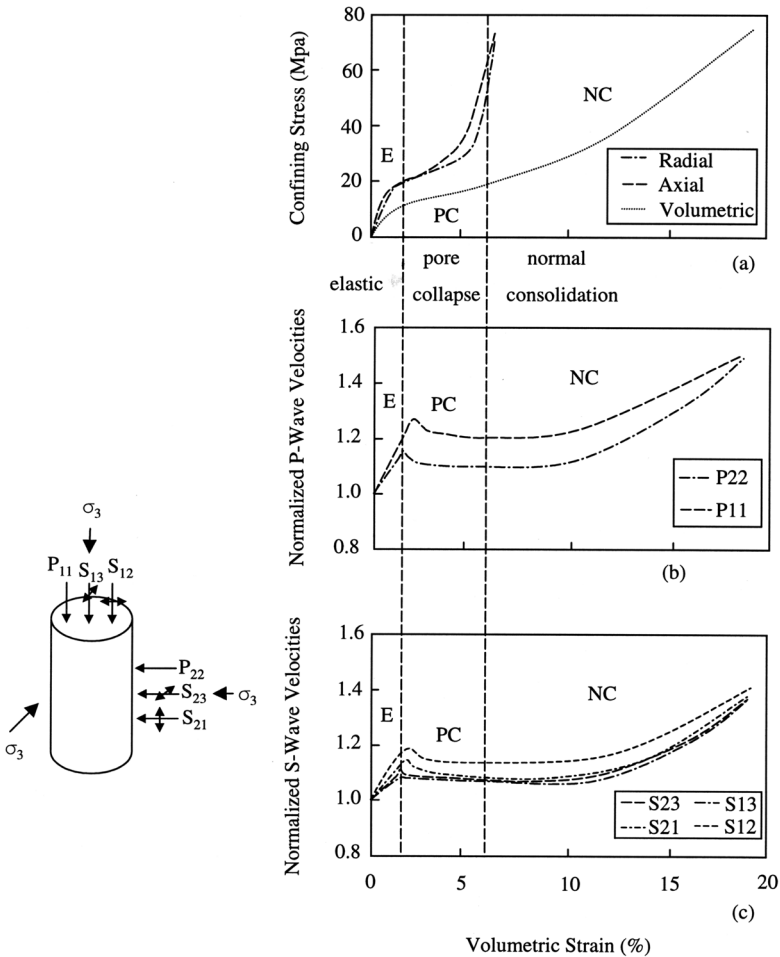 80
60
40
20
0
Confining Stress (Mpa)
E
PC
NC
Radial
Axial
Volumetric
(a)
elastic
pore
collapse
normal
consolidation
1.6
1.4
1.2
1.0
0.8
Normalized P-Wave Velocities
E
PC
NC
P22
P11
(b)
σ3
P11 S13 S12
P22
S23
σ3
S21
σ3
1.6
1.4
1.2
1.0
0.8
Normalized S-Wave Velocities
E
PC
NC
S23 S13
S21 S12
0 5 10 15 20
(c)
Volumetric Strain (%)